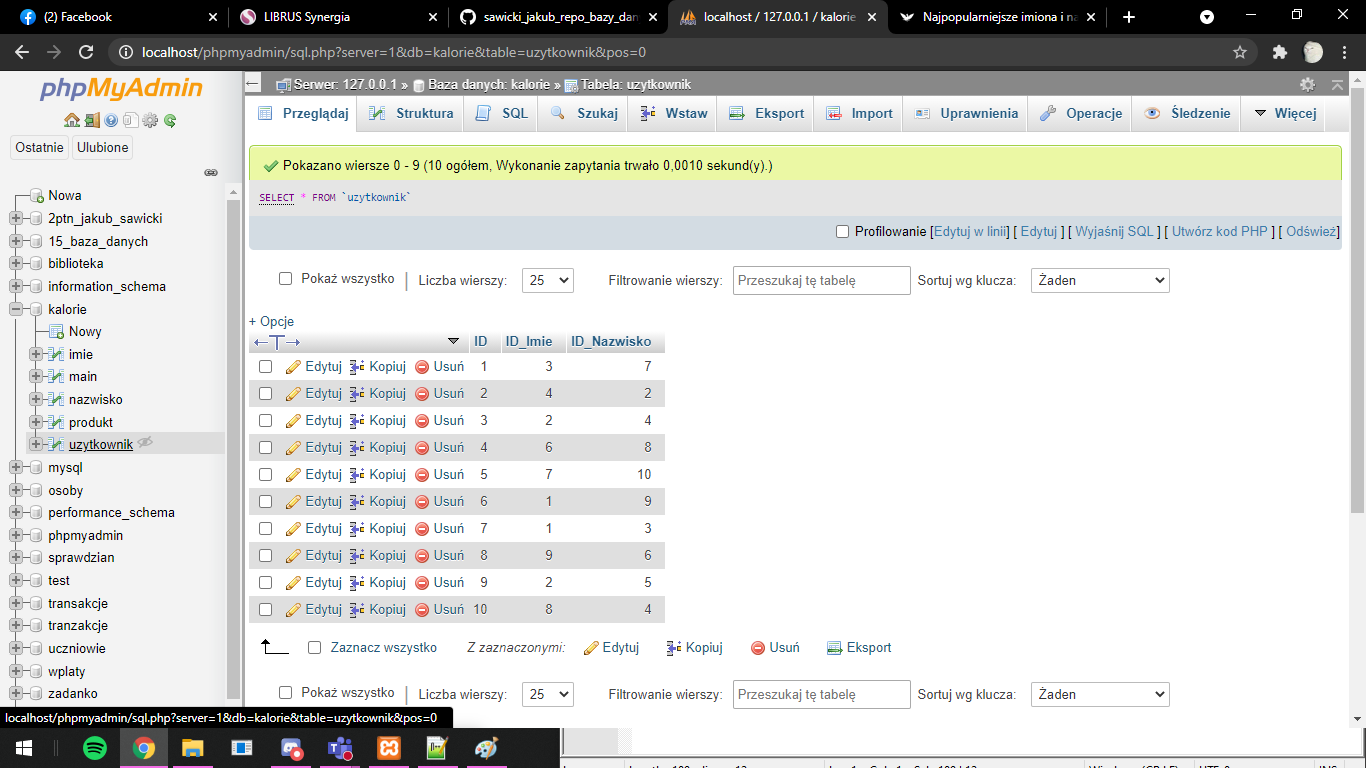 (2) Facebook
LIBRUS Synergia
sawicki_jakub_repo_bazy_dan
localhost / 127.0.0.1 / kalorie
Najpopularniejsze imiona i na
localhost/phpmyadmin/sql.php?server=1&db=kalorie&table=uzytkownik&pos=0
phpMyAdmin
Ostatnie
Ulubione
Nowa
2ptn_jakub_sawicki
15_baza_danych
biblioteka
information_schema
kalorie
Nowy
imie
main
nazwisko
produkt
uzytkownik
mysql
osoby
performance_schema
phpmyadmin
sprawdzian
test
transakcje
tranzakcje
uczniowie
wplaty
zadanko
Serwer: 127.0.0.1 » Baza danych: kalorie » Tabela: uzytkownik
Przeglądaj Struktura SQL Szukaj Wstaw Eksport Import Uprawnienia Operacje Śledzenie Więcej
Pokazano wiersze 0 - 9 (10 ogółem, Wykonanie zapytania trwało 0,0010 sekund(y).)
SELECT * FROM `uzytkownik`
Profilowanie [Edytuj w linii] [ Edytuj ] [ Wyjaśnij SQL ] [ Utwórz kod PHP ] [ Odśwież]
Pokaż wszystko | Liczba wierszy: 25 Filtrowanie wierszy: Przeszukaj tę tabelę Sortuj wg klucza: Żaden
+ Opcje
ID ID_Imie ID_Nazwisko
Edytuj Kopiuj Usuń 1 3 7
Edytuj Kopiuj Usuń 2 4 2
Edytuj Kopiuj Usuń 3 2 4
Edytuj Kopiuj Usuń 4 6 8
Edytuj Kopiuj Usuń 5 7 10
Edytuj Kopiuj Usuń 6 1 9
Edytuj Kopiuj Usuń 7 1 3
Edytuj Kopiuj Usuń 8 9 6
Edytuj Kopiuj Usuń 9 2 5
Edytuj Kopiuj Usuń 10 8 4
Zaznacz wszystko Z zaznaczonymi: Edytuj Kopiuj Usuń Eksport
Pokaż wszystko | Liczba wierszy: 25 Filtrowanie wierszy: Przeszukaj tę tabelę Sortuj wg klucza: Żaden
localhost/phpmyadmin/sql.php?server=1&db=kalorie&table=uzytkownik&pos=0